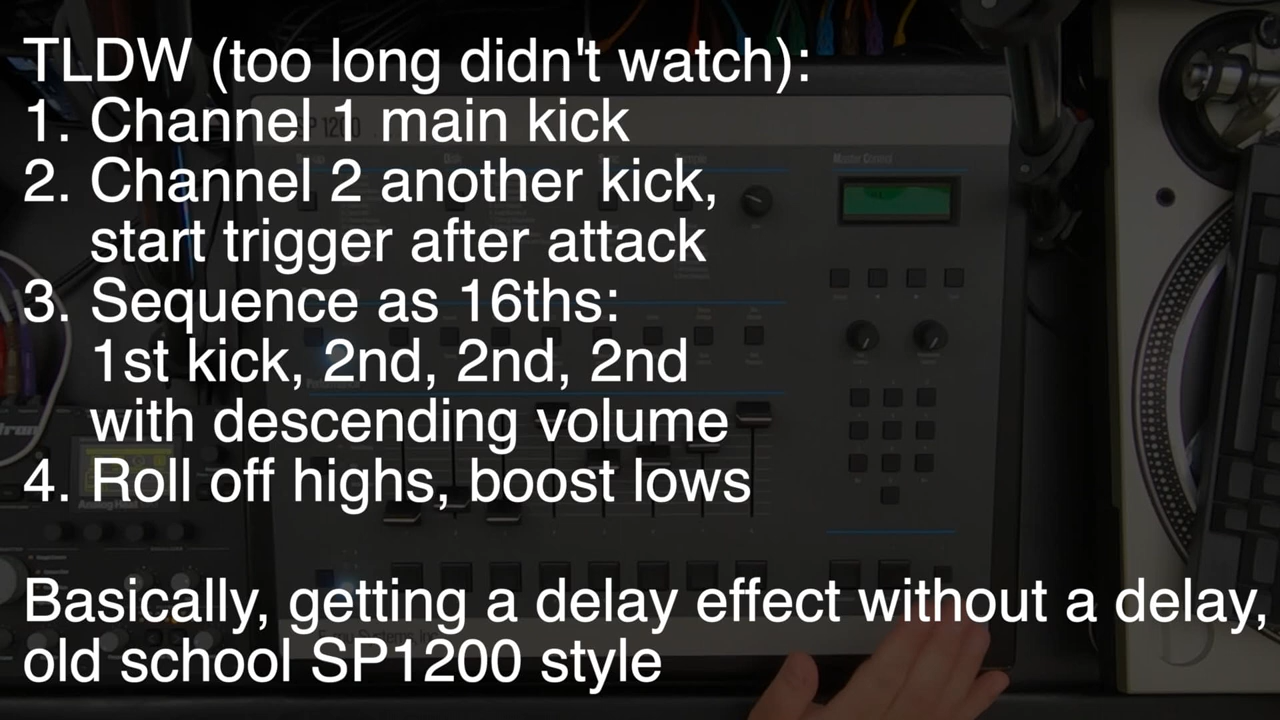 TLDW (too long didn't watch):
1. Channel 1 main kick
2. Channel 2 another kick,
start trigger after attack
3. Sequence as 16ths:
1st kick, 2nd, 2nd, 2nd
with descending volume
4. Roll off highs, boost lows
Basically, getting a delay effect without a delay,
old school SP1200 style